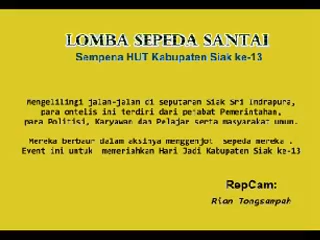 LOMBA SEPEDA SANTAI
Sempena HUT Kabupaten Siak ke-13
Mengelilingi jalan-jalan di seputaran Siak Sri Indrapura,
para ontelis ini terdiri dari pejabat Pemerintahan,
para Politisi, Karyawan dan Pelajar serta masyarakat umum.
Mereka berbaur dalam aksinya menggenjot sepeda mereka .
Event ini untuk memeriahkan Hari Jadi Kabupaten Siak ke-13
RepCam:
Rian Tongsampah